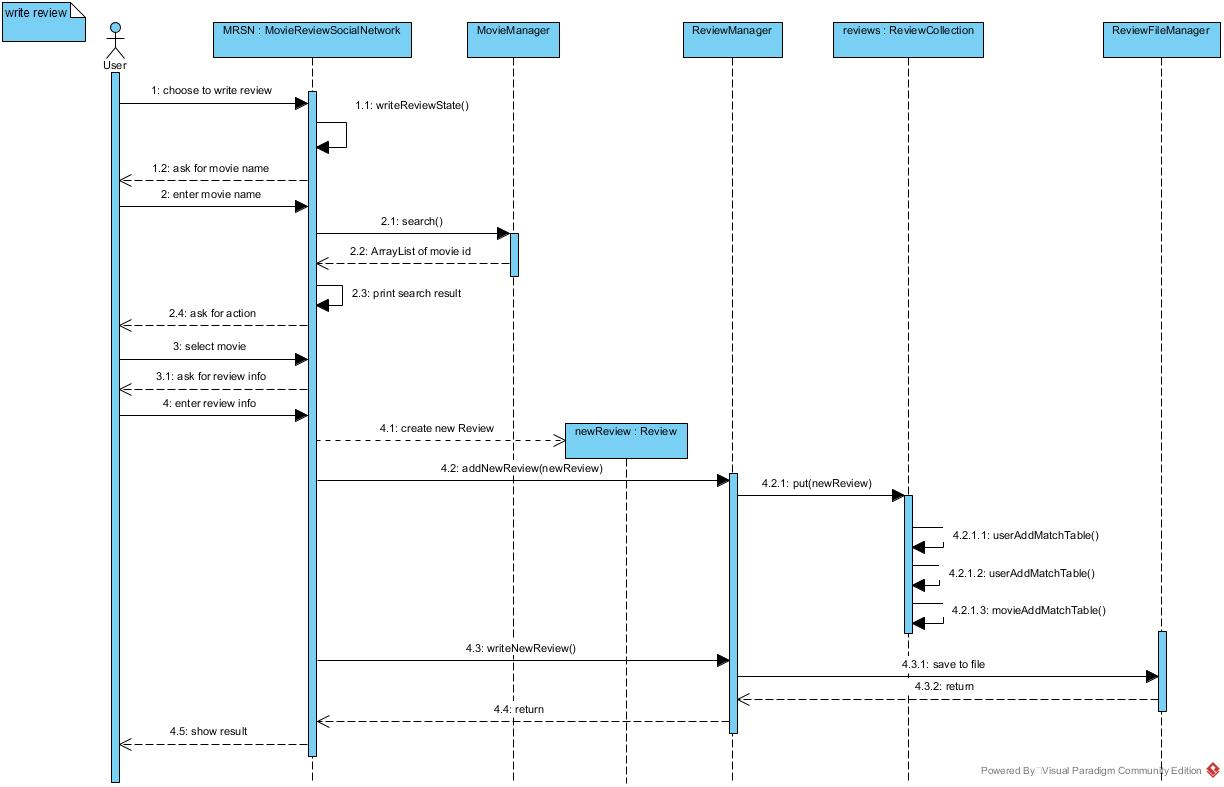 write review
User
MRSN : MovieReviewSocialNetwork
MovieManager
ReviewManager
reviews : ReviewCollection
ReviewFileManager
1: choose to write review
1.1: writeReviewState()
1.2: ask for movie name
2: enter movie name
2.1: search()
2.2: ArrayList of movie id
2.3: print search result
2.4: ask for action
3: select movie
3.1: ask for review info
4: enter review info
4.1: create new Review
newReview : Review
4.2: addNewReview(newReview)
4.2.1: put(newReview)
4.2.1.1: userAddMatchTable()
4.2.1.2: userAddMatchTable()
4.2.1.3: movieAddMatchTable()
4.3: writeNewReview()
4.3.1: save to file
4.3.2: return
4.4: return
4.5: show result
Powered By Visual Paradigm Community Edition